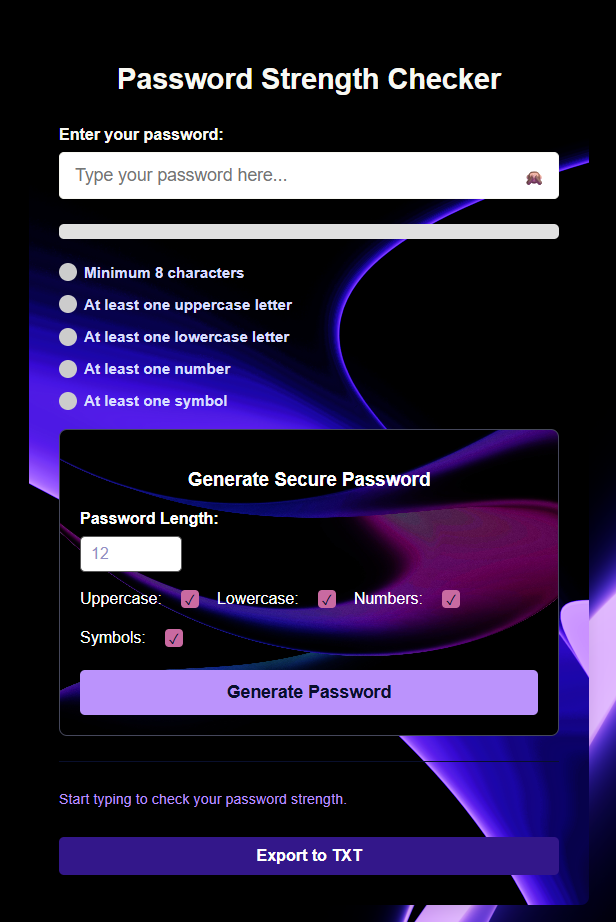 Password Strength Checker
Enter your password:
Type your password here...
Minimum 8 characters
At least one uppercase letter
At least one lowercase letter
At least one number
At least one symbol
Generate Secure Password
Password Length:
12
Uppercase: Lowercase: Numbers:
Symbols:
Generate Password
Start typing to check your password strength.
Export to TXT